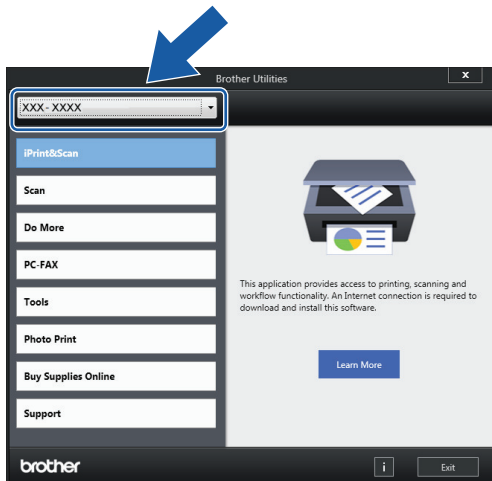 Brother Utilities
x
XXX- XXXX
iPrint&Scan
Scan
Do More
PC-FAX
Tools
Photo Print
Buy Supplies Online
Support
This application provides access to printing, scanning and
workflow functionality. An Internet connection is required to
download and install this software.
Learn More
brother
i
Exit